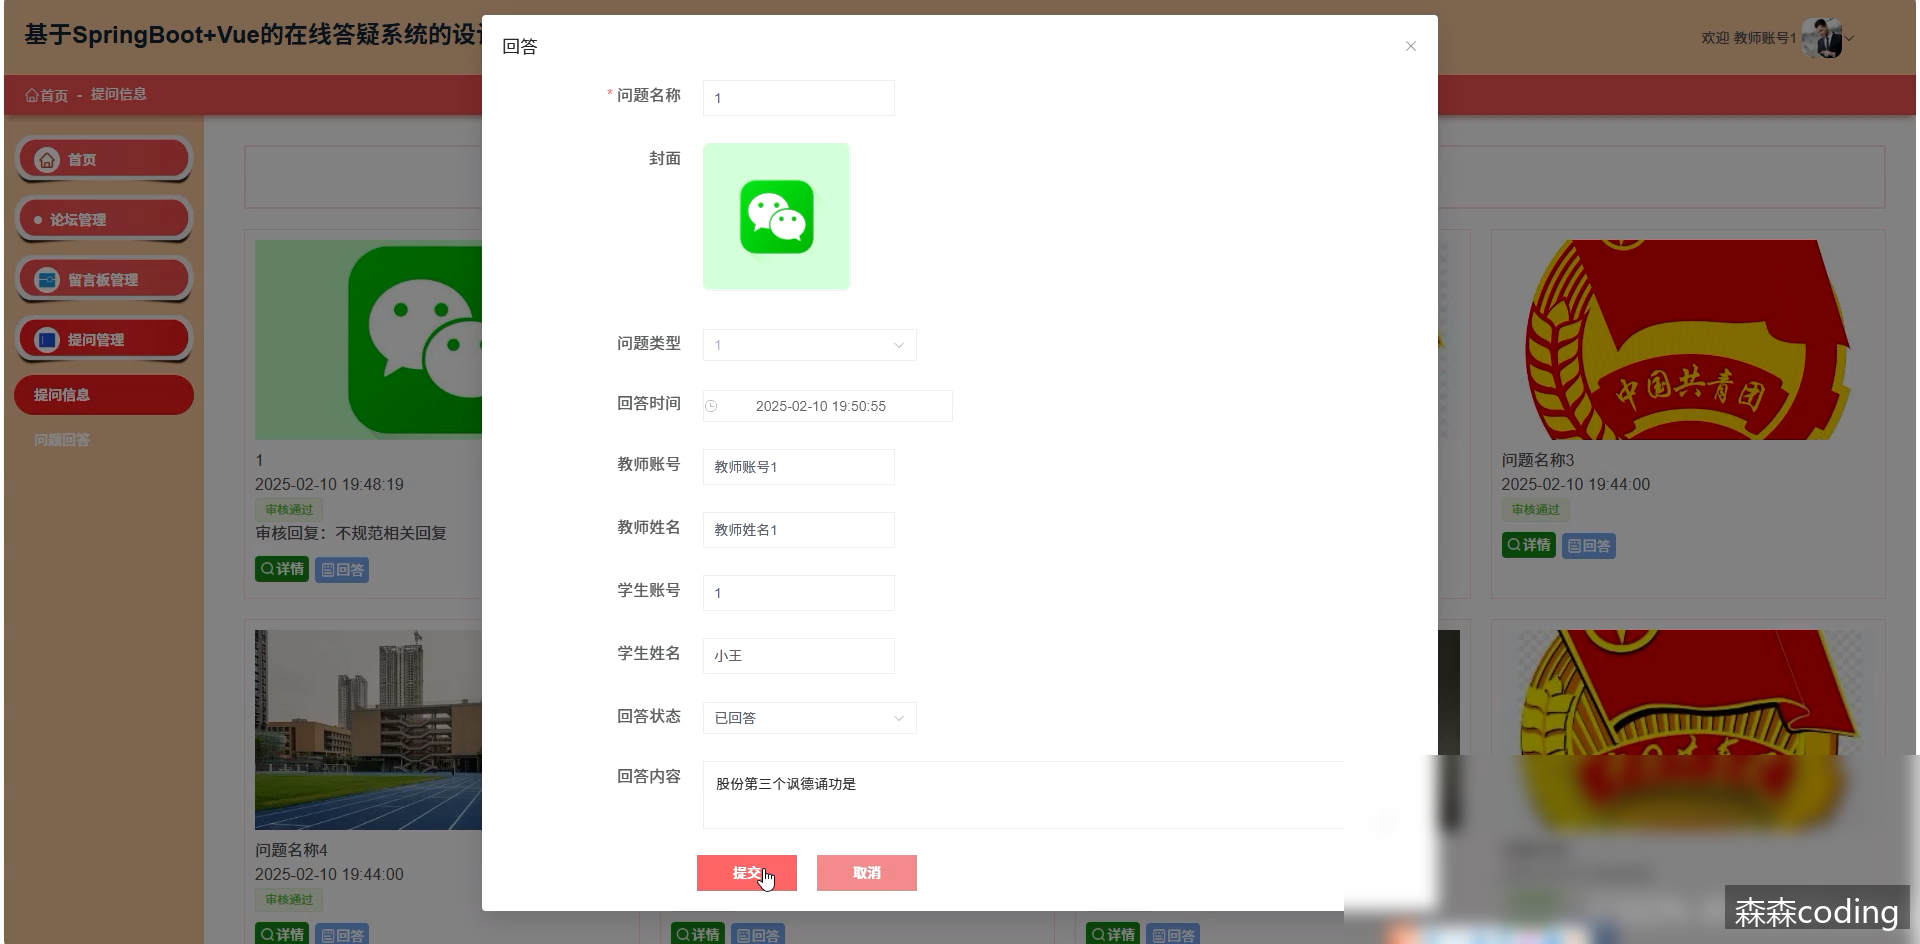 基于SpringBoot+Vue的在线答疑系统的设
欢迎 教师账号1
首页 - 提问信息
首页
论坛管理
留言板管理
提问管理
提问信息
问题回答
回答
* 问题名称 1
封面
问题类型 1
回答时间 2025-02-10 19:50:55
教师账号 教师账号1
教师姓名 教师姓名1
学生账号 1
学生姓名 小王
回答状态 已回答
回答内容 股份第三个讽德诵功是
提交 取消
1
2025-02-10 19:48:19
审核通过
审核回复：不规范相关回复
详情 回答
中国共青团
问题名称3
2025-02-10 19:44:00
审核通过
详情 回答
问题名称4
2025-02-10 19:44:00
审核通过
详情 回答
详情 回答
详情 回答
森森coding